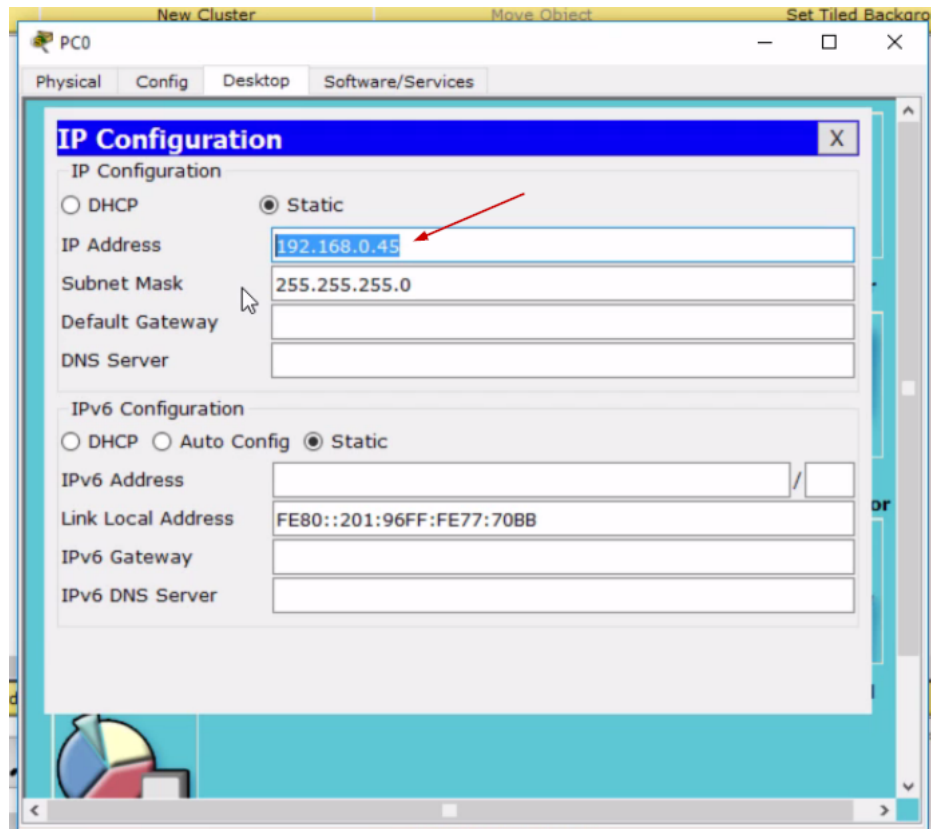 New Cluster Move Object Set Tiled Backgro
PC0
Physical Config Desktop Software/Services
IP Configuration X
IP Configuration
DHCP Static
IP Address 192.168.0.45
Subnet Mask 255.255.255.0
Default Gateway
DNS Server
IPv6 Configuration
DHCP Auto Config Static
IPv6 Address /
Link Local Address FE80::201:96FF:FE77:70BB
or
IPv6 Gateway
IPv6 DNS Server